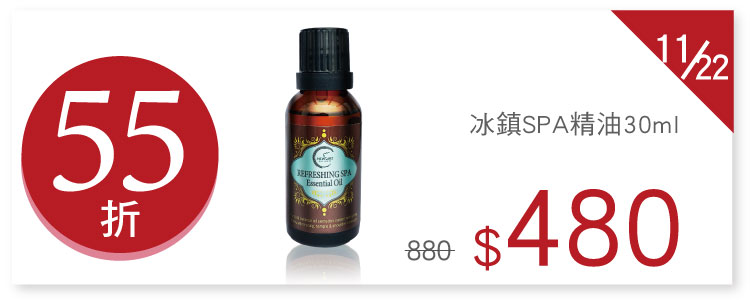 55
折
REFRESHING SPA
Essential Oil
11/22
冰鎮SPA精油30ml
880 $480